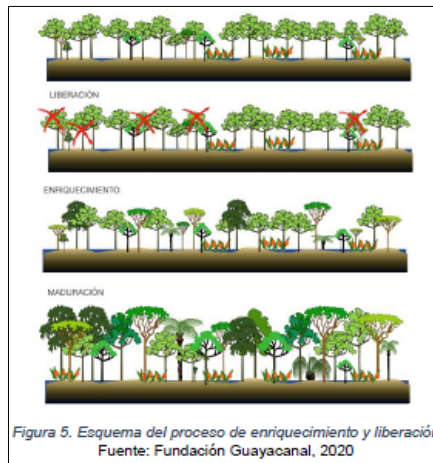 LIBERACIÓN
ENRIQUECIMIENTO
MADURACIÓN
Figura 5. Esquema del proceso de enriquecimiento y liberación
Fuente: Fundación Guayacanal, 2020